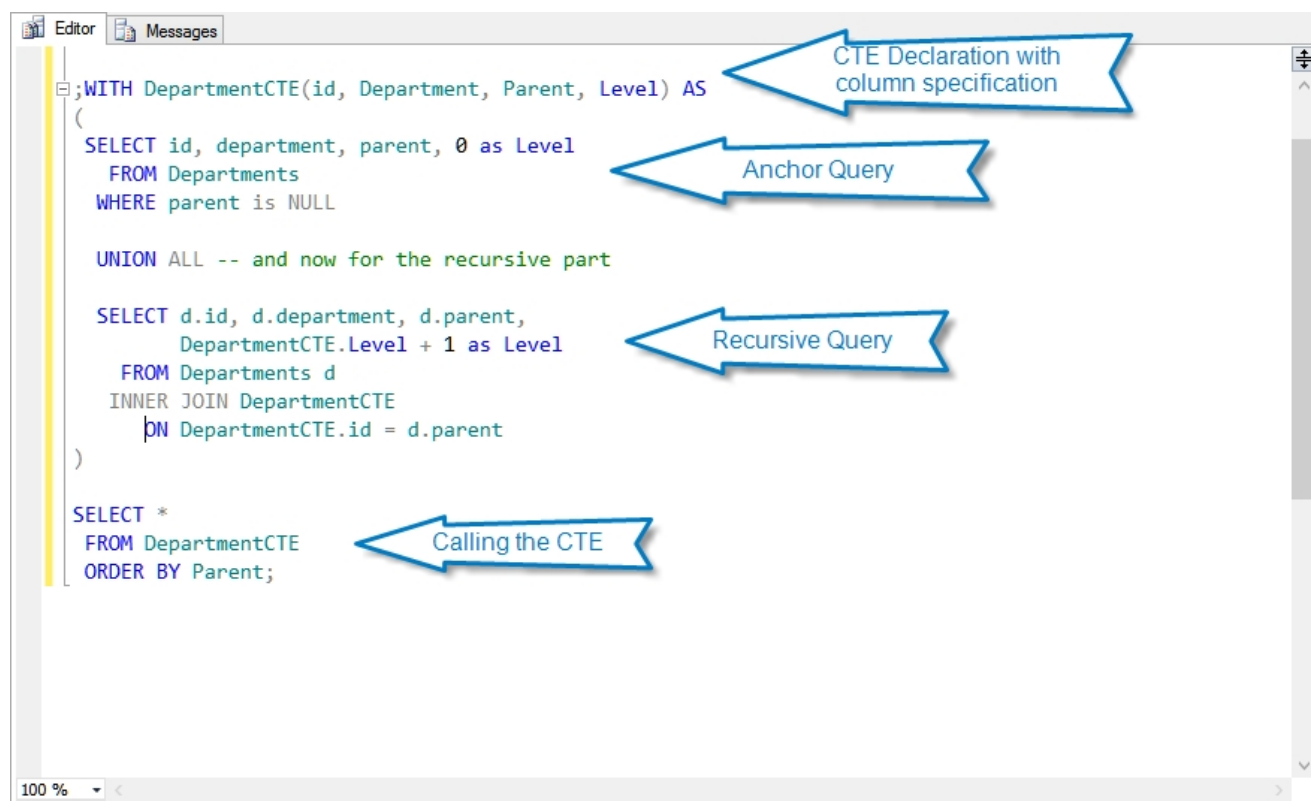 Editor Messages
CTE Declaration with
column specification
;WITH DepartmentCTE(id, Department, Parent, Level) AS
(
SELECT id, department, parent, 0 as Level
Anchor Query
FROM Departments
WHERE parent is NULL
UNION ALL -- and now for the recursive part
SELECT d.id, d.department, d.parent,
DepartmentCTE.Level + 1 as Level
Recursive Query
FROM Departments d
INNER JOIN DepartmentCTE
ON DepartmentCTE.id = d.parent
)
SELECT *
FROM DepartmentCTE
Calling the CTE
ORDER BY Parent;
100 %